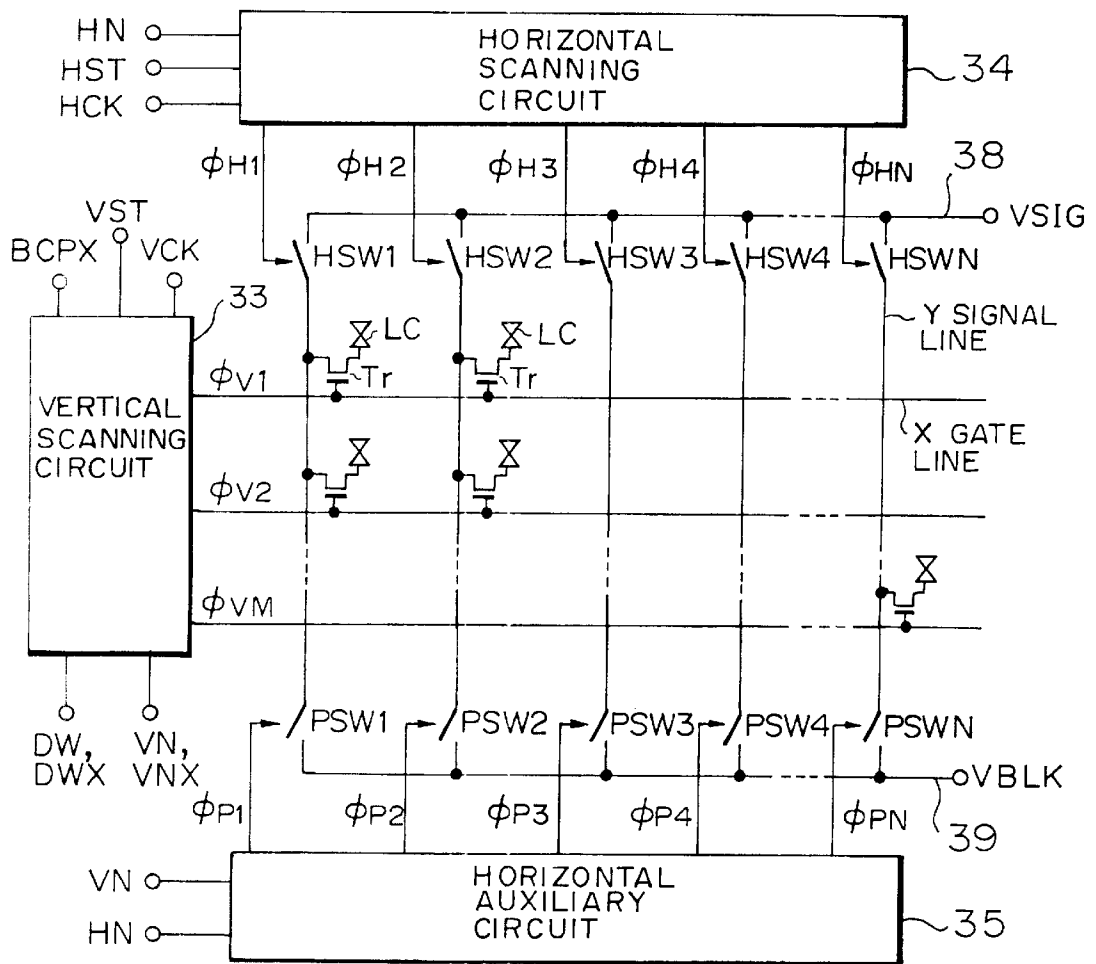 HN
HST
HCK
HORIZONTAL
SCANNING
CIRCUIT
34
ϕH1
ϕH2
ϕH3
ϕH4
ϕHN
38
VSIG
VST
BCPX
VCK
33
HSW1
HSW2
HSW3
HSW4
HSWN
LC
LC
Y SIGNAL
LINE
Tr
Tr
ϕV1
X GATE
LINE
VERTICAL
SCANNING
CIRCUIT
ϕV2
ϕVM
PSW1
PSW2
PSW3
PSW4
PSWN
DW,
DWX
VN,
VNX
VBLK
39
ϕP1
ϕP2
ϕP3
ϕP4
ϕPN
VN
HN
HORIZONTAL
AUXILIARY
CIRCUIT
35